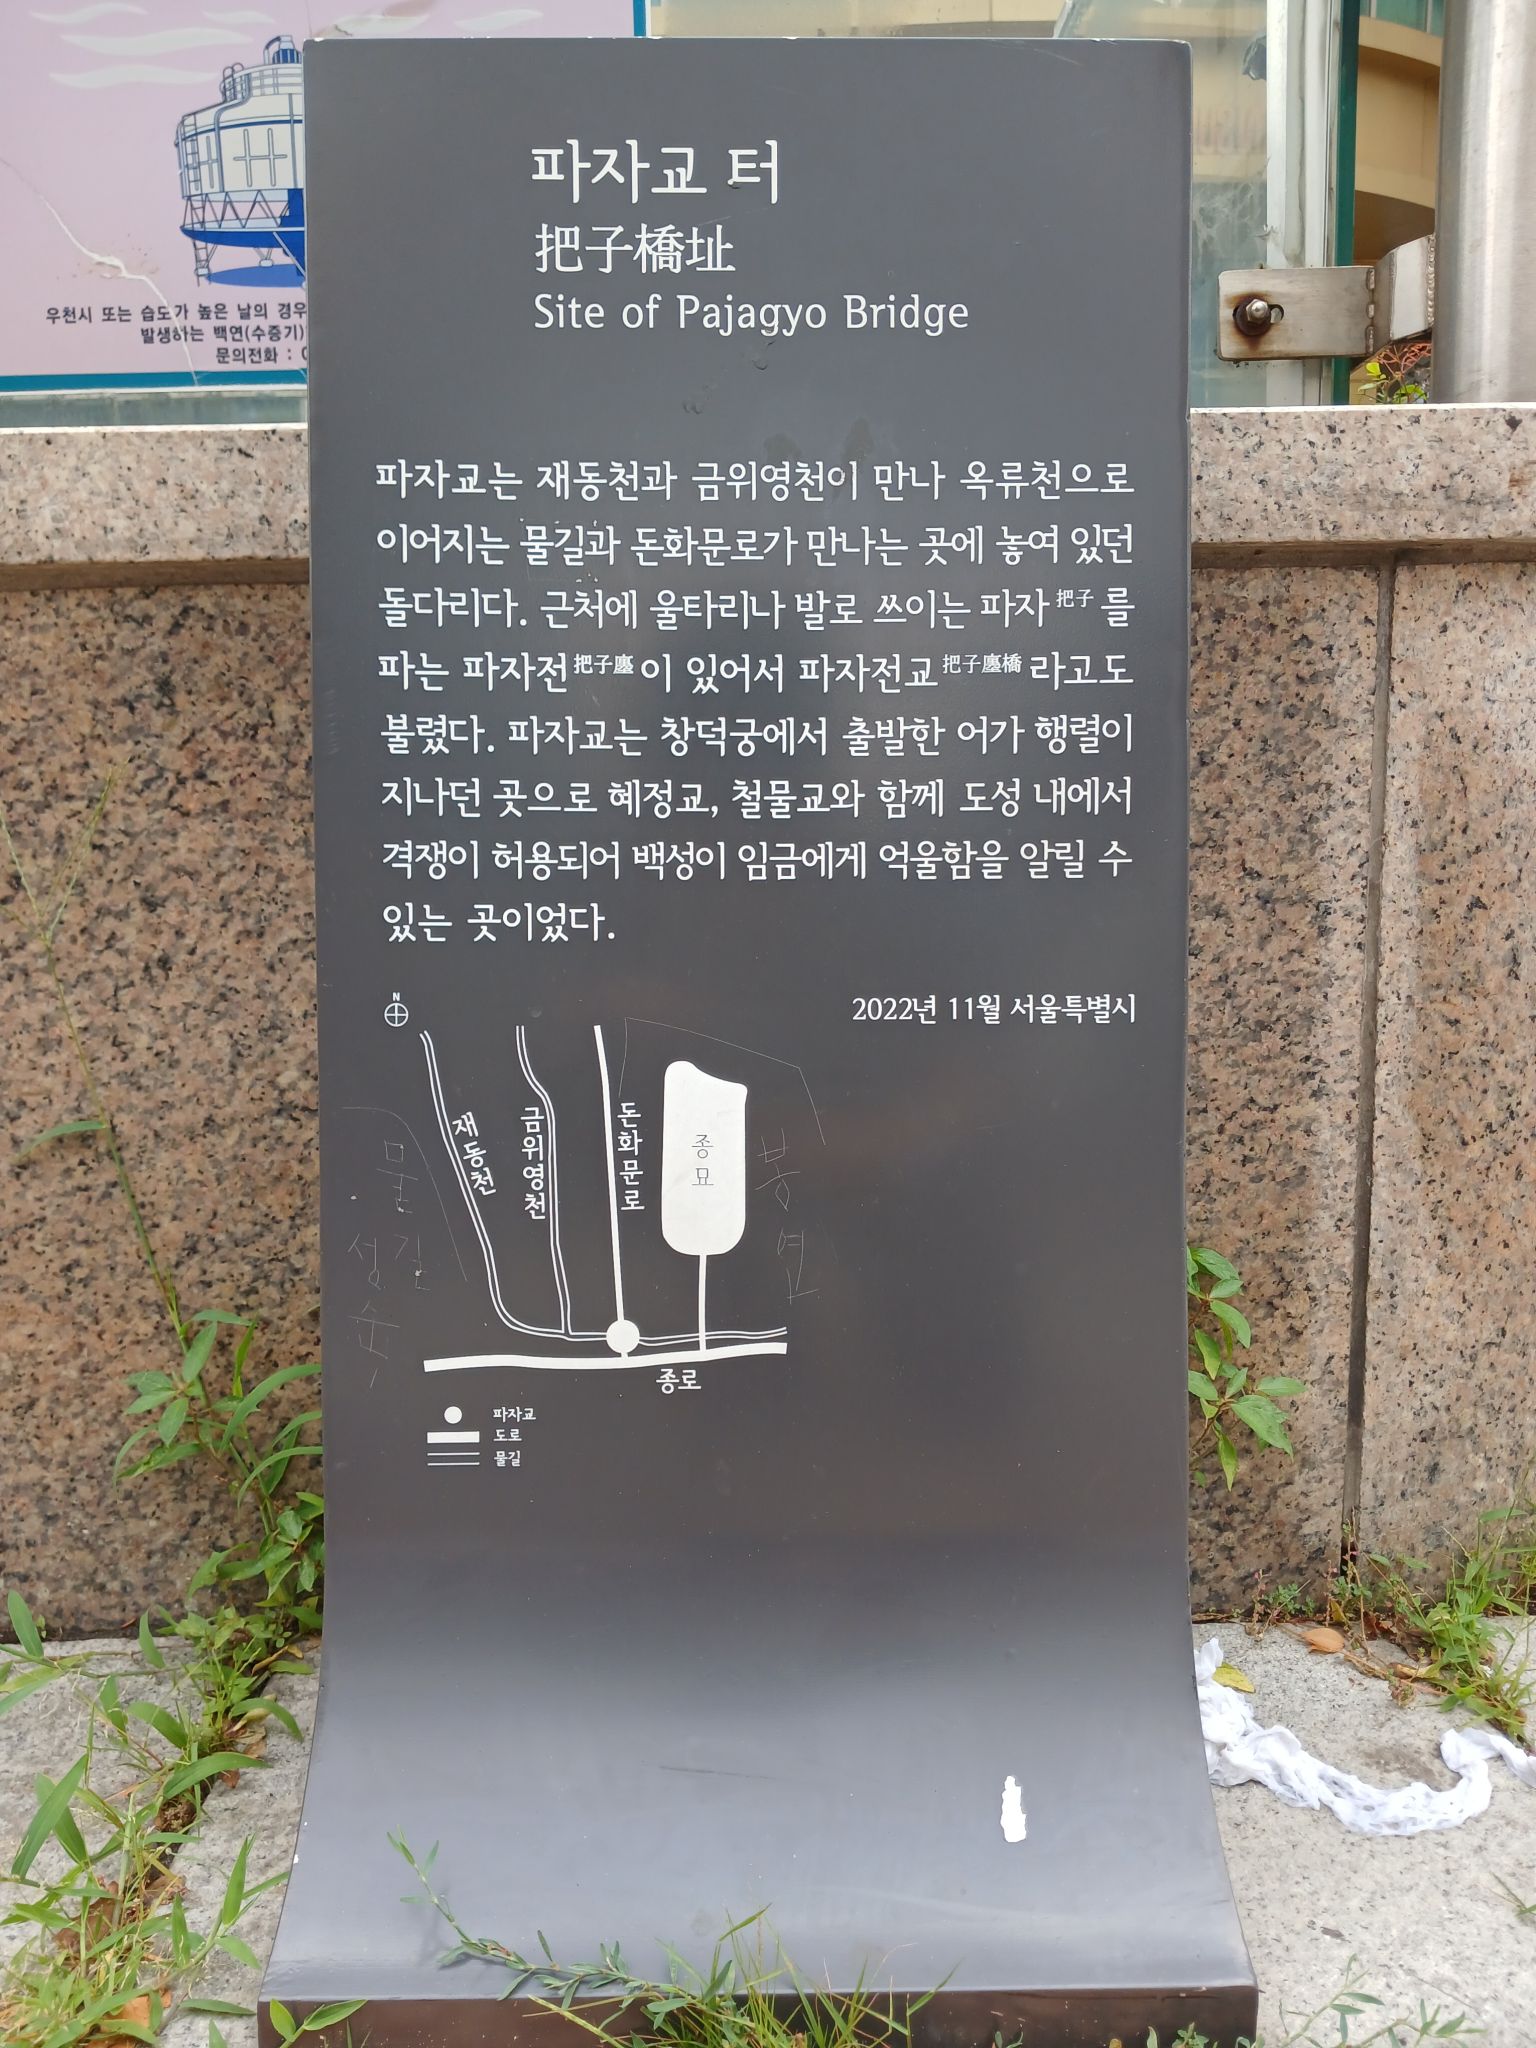 우천시 또는 습도가 높은 날의 경우
발생하는 백연(수증기)
문의전화 :
파자교 터
把子橋址
Site of Pajagyo Bridge
파자교는 재동천과 금위영천이 만나 옥류천으로
이어지는 물길과 돈화문로가 만나는 곳에 놓여 있던
돌다리다. 근처에 울타리나 발로 쓰이는 파자把子를
파는 파자전把子廛이 있어서 파자전교把子廛橋라고도
불렸다. 파자교는 창덕궁에서 출발한 어가 행렬이
지나던 곳으로 혜정교, 철물교와 함께 도성 내에서
격쟁이 허용되어 백성이 임금에게 억울함을 알릴 수
있는 곳이었다.
2022년 11월 서울특별시
N
재동천
금위영천
돈화문로
종묘
물길
종로
파자교
도로
물길